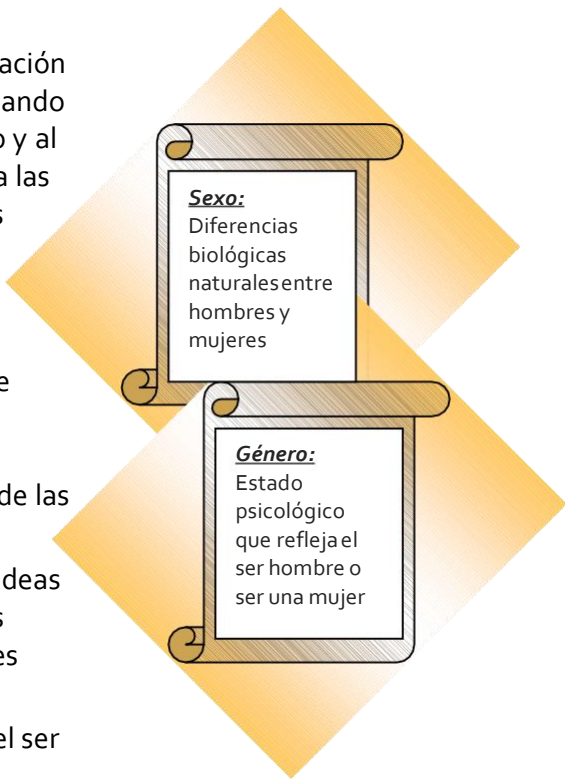 ación
ando
o y al
a las
s
e
de las
deas
s
es
el ser
Sexo:
Diferencias
biológicas
naturales entre
hombres y
mujeres
Género:
Estado
psicológico
que refleja el
ser hombre o
ser una mujer